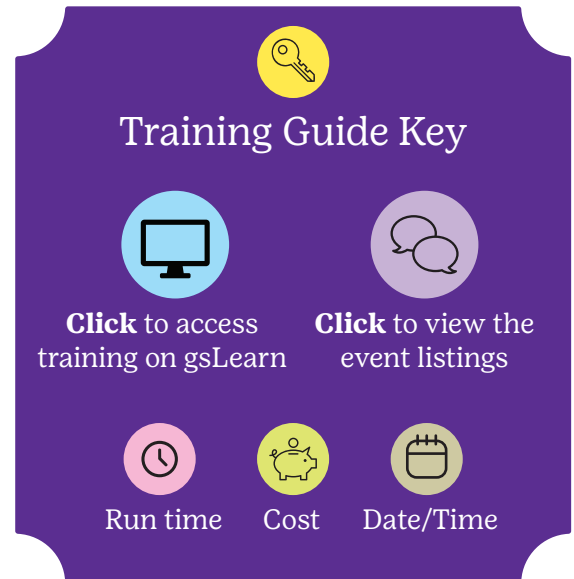 Training Guide Key
Click to access
training on gsLearn
Click to view the
event listings
Run time
Cost
Date/Time